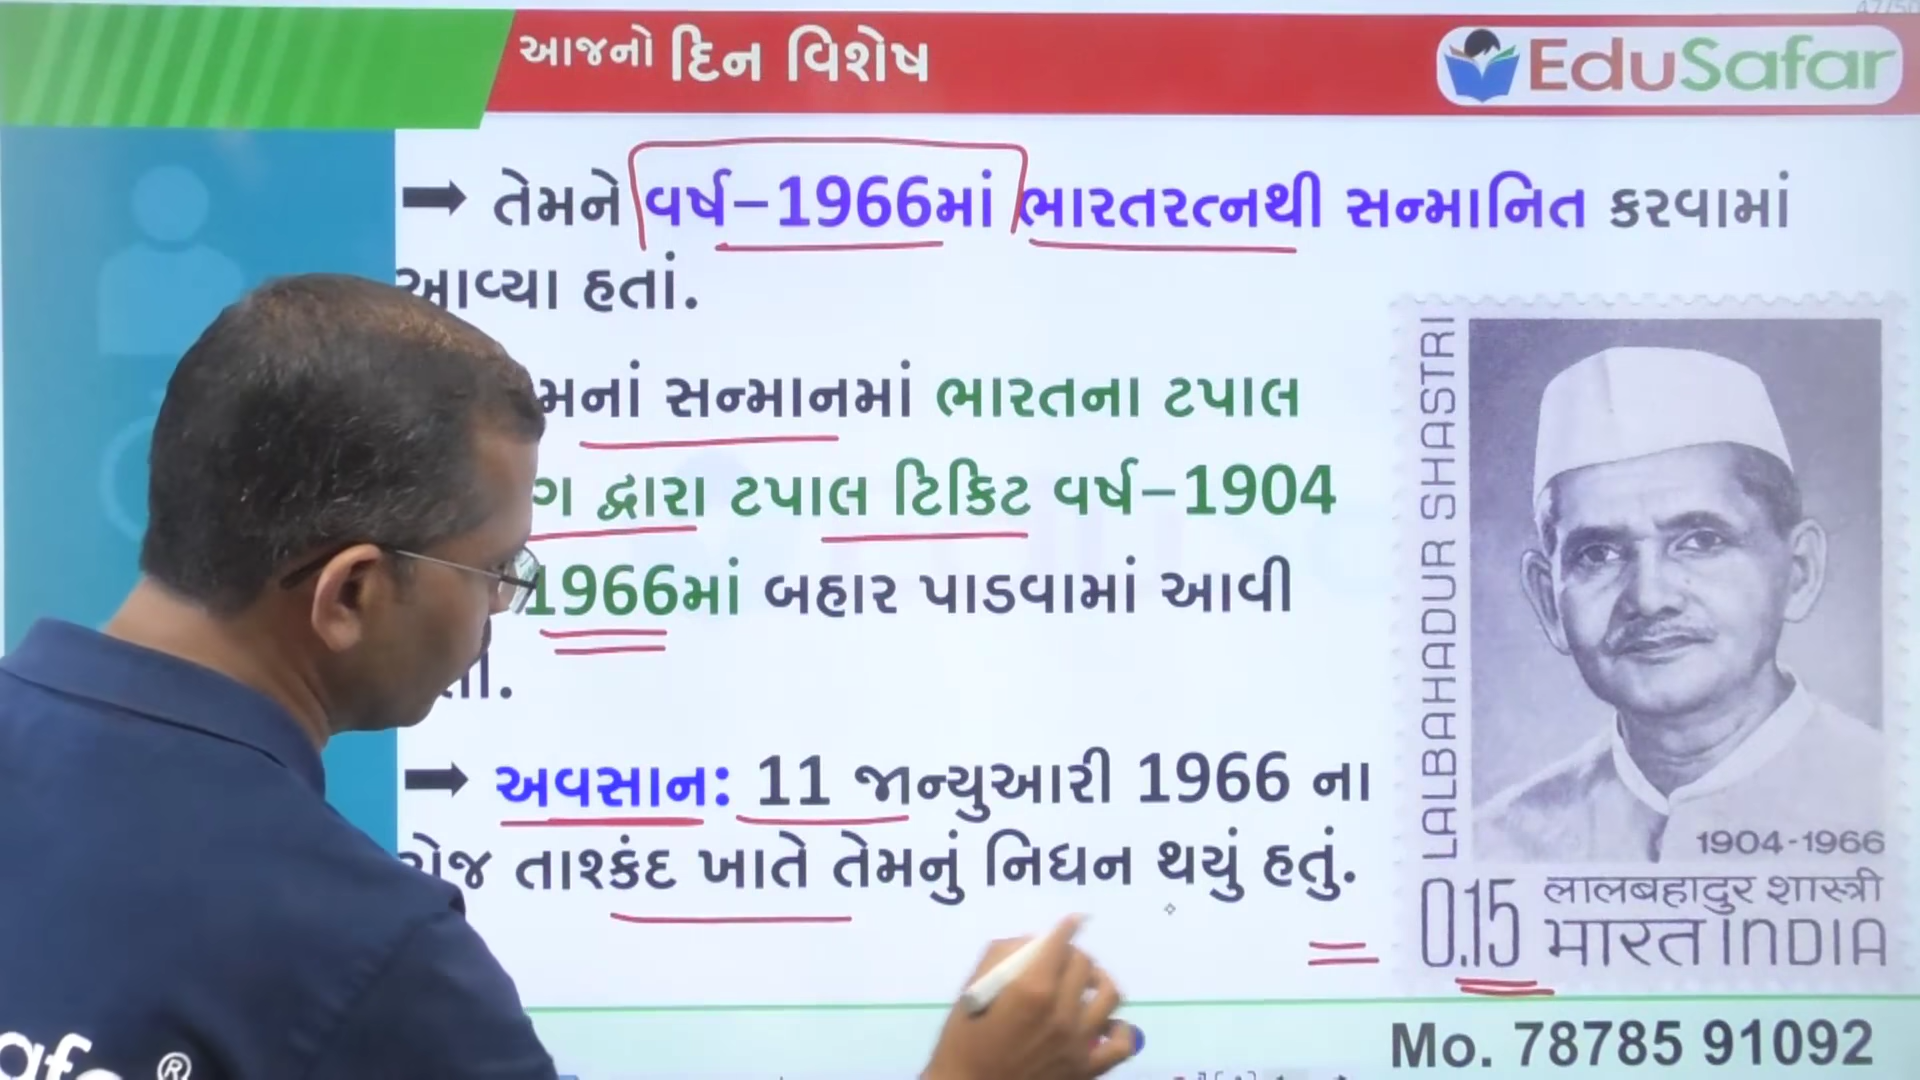 આજનો દિન વિશેષ
EduSafar
➡ તેમને વર્ષ–1966માં ભારતરત્નથી સન્માનિત કરવામાં
આવ્યા હતાં.
સન્માનમાં ભારતના ટપાલ
દ્વારા ટપાલ ટિકિટ વર્ષ–1904
1966માં બહાર પાડવામાં આવી
➡ અવસાન: 11 જાન્યુઆરી 1966 ના
રોજ તાશ્કંદ ખાતે તેમનું નિધન થયું હતું.
LALBAHADUR SHASTRI
1904-1966
0.15 लालबहादुर शास्त्री
भारत INDIA
Mo. 78785 91092